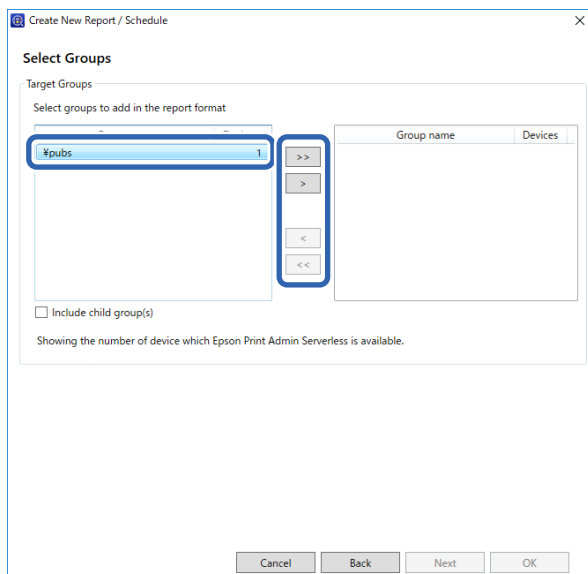 Create New Report / Schedule
Select Groups
Target Groups
Select groups to add in the report format
Group name Devices
¥pubs 1
>>
>
<
<<
Include child group(s)
Showing the number of device which Epson Print Admin Serverless is available.
Cancel Back Next OK